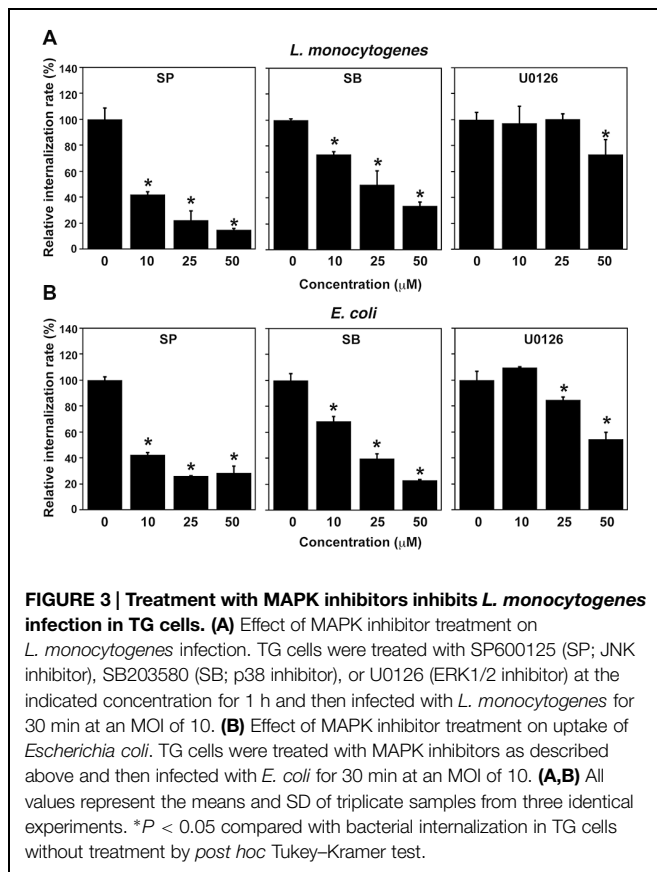 A
L. monocytogenes
Relative internalization rate (%)
SP
SB
U0126
140
120
100
80
60
40
20
0
*
*
*
*
*
*
*
0 10 25 50
0 10 25 50
0 10 25 50
Concentration (μM)
B
E. coli
Relative internalization rate (%)
SP
SB
U0126
140
120
100
80
60
40
20
0
*
*
*
*
*
*
*
*
0 10 25 50
0 10 25 50
0 10 25 50
Concentration (μM)
FIGURE 3 | Treatment with MAPK inhibitors inhibits L. monocytogenes
infection in TG cells. (A) Effect of MAPK inhibitor treatment on
L. monocytogenes infection. TG cells were treated with SP600125 (SP; JNK
inhibitor), SB203580 (SB; p38 inhibitor), or U0126 (ERK1/2 inhibitor) at the
indicated concentration for 1 h and then infected with L. monocytogenes for
30 min at an MOI of 10. (B) Effect of MAPK inhibitor treatment on uptake of
Escherichia coli. TG cells were treated with MAPK inhibitors as described
above and then infected with E. coli for 30 min at an MOI of 10. (A,B) All
values represent the means and SD of triplicate samples from three identical
experiments. *P < 0.05 compared with bacterial internalization in TG cells
without treatment by post hoc Tukey–Kramer test.